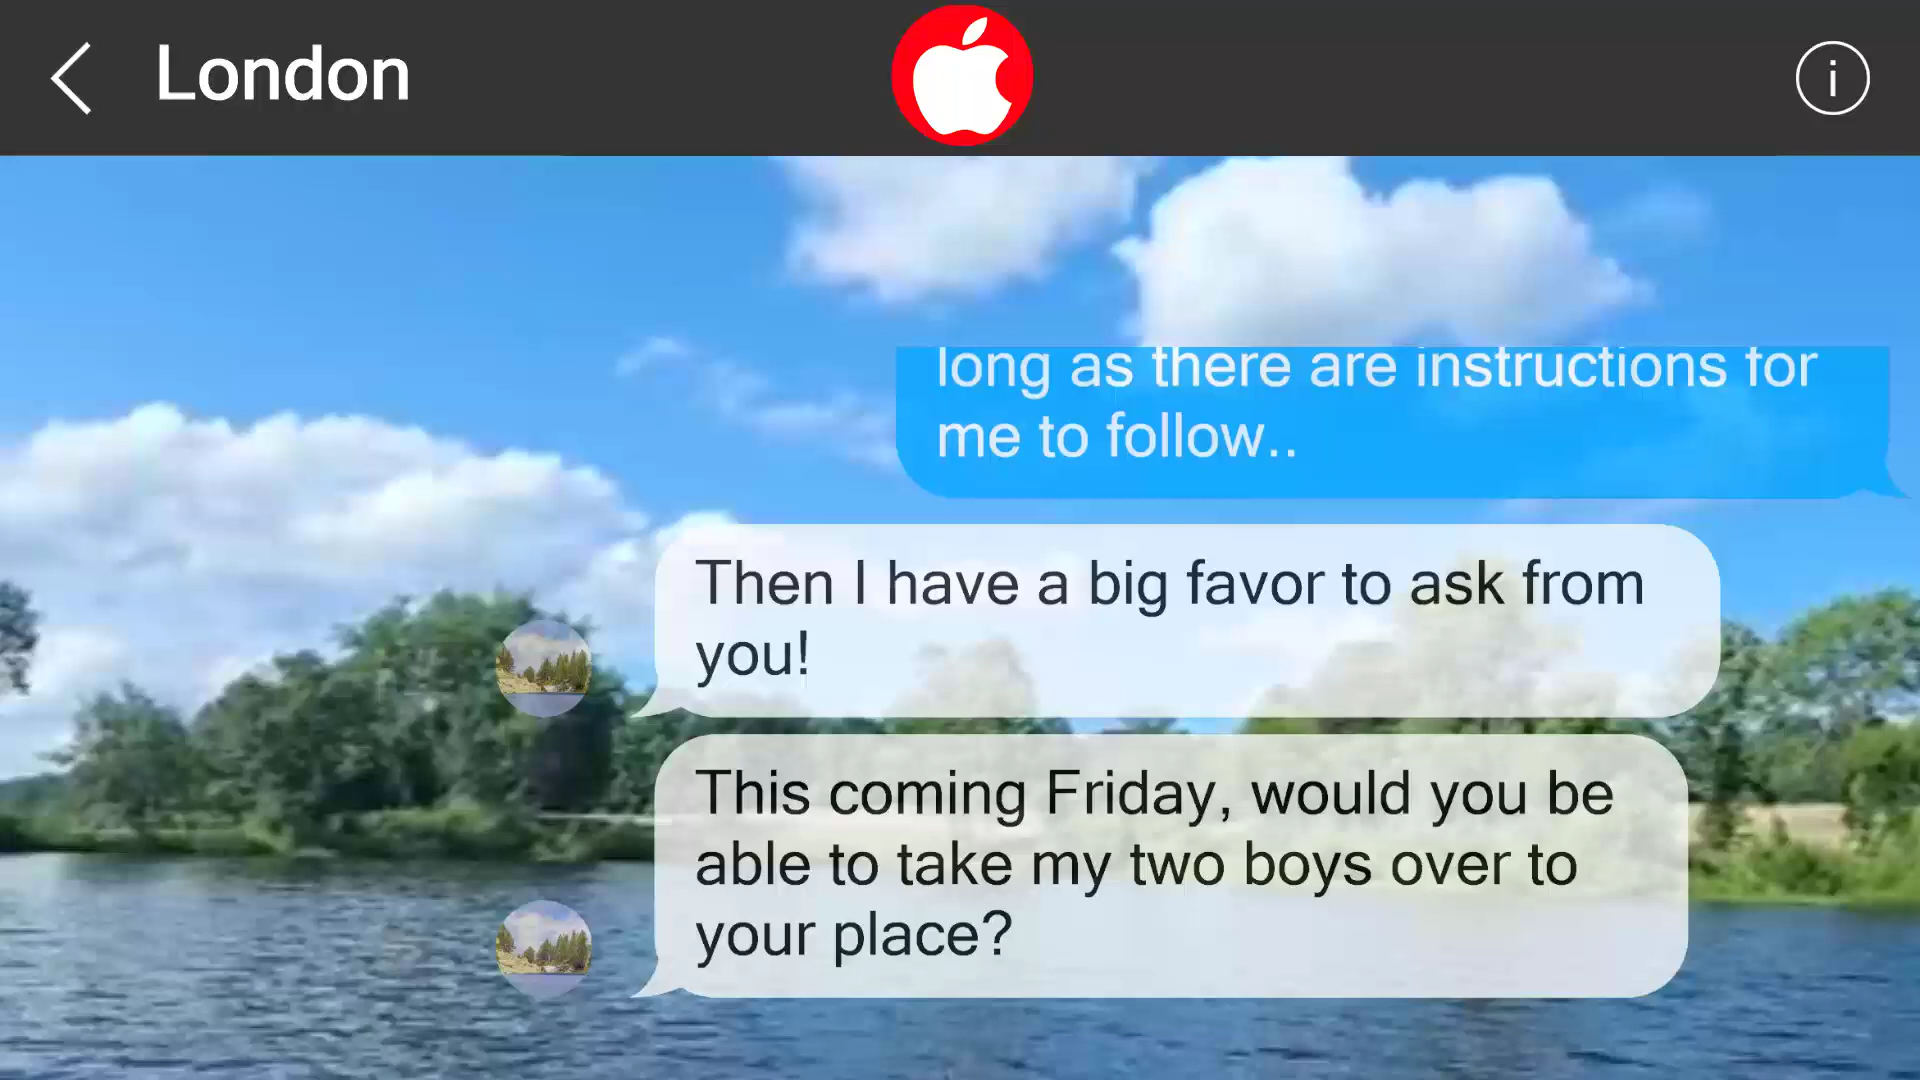 London
i
long as there are instructions for
me to follow..
Then I have a big favor to ask from
you!
This coming Friday, would you be
able to take my two boys over to
your place?